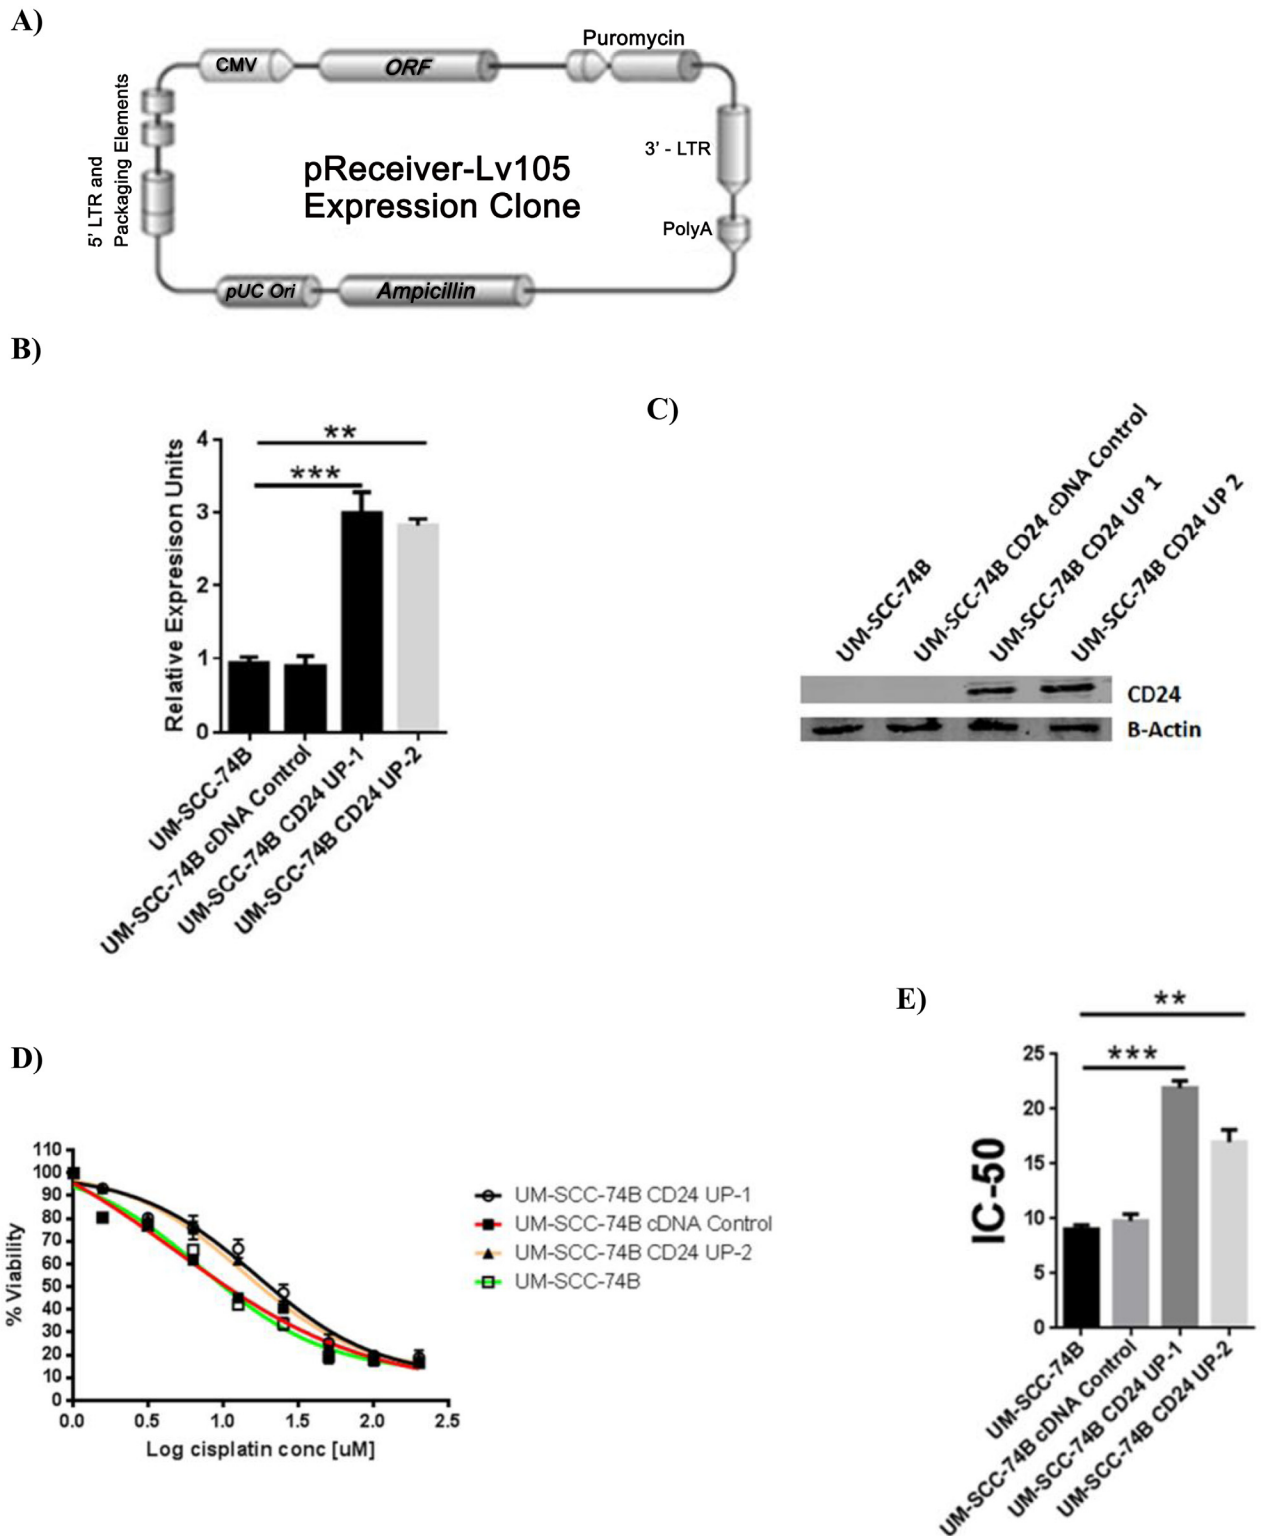 A)
Puromycin
CMV
ORF
5' LTR and
Packaging Elements
pReceiver-Lv105
Expression Clone
3' - LTR
PolyA
pUC Ori
Ampicillin
B)
Relative Expresison Units
4
3
2
1
0
**
***
UM-SCC-74B
UM-SCC-74B cDNA Control
UM-SCC-74B CD24 UP-1
UM-SCC-74B CD24 UP-2
C)
UM-SCC-74B
UM-SCC-74B CD24 cDNA Control
UM-SCC-74B CD24 UP 1
UM-SCC-74B CD24 UP 2
CD24
B-Actin
D)
% Viability
110
100
90
80
70
60
50
40
30
20
10
0
0.0 0.5 1.0 1.5 2.0 2.5
Log cisplatin conc [uM]
UM-SCC-74B CD24 UP-1
UM-SCC-74B cDNA Control
UM-SCC-74B CD24 UP-2
UM-SCC-74B
E)
**
***
IC-50
25
20
15
10
5
0
UM-SCC-74B
UM-SCC-74B cDNA Control
UM-SCC-74B CD24 UP-1
UM-SCC-74B CD24 UP-2